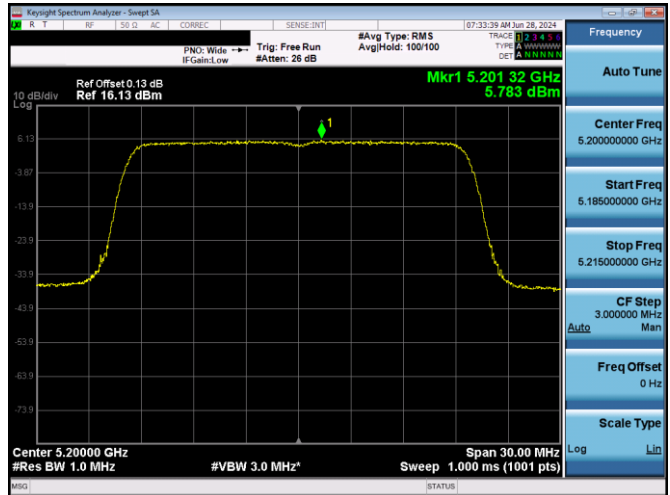 Keysight Spectrum Analyzer - Swept SA
LXI R T RF 50 Ω AC CORREC SENSE:INT 07:33:39 AM Jun 28, 2024
#Avg Type: RMS
Avg|Hold: 100/100
TRACE 1 2 3 4 5 6
TYPE A WWWWW
DET A N N N N N
PNO: Wide
IFGain:Low
Trig: Free Run
#Atten: 26 dB
Mkr1 5.201 32 GHz
5.783 dBm
Ref Offset 0.13 dB
Ref 16.13 dBm
10 dB/div
Log
1
6.13
-3.87
-13.9
-23.9
-33.9
-43.9
-53.9
-63.9
-73.9
Center 5.20000 GHz
#Res BW 1.0 MHz
#VBW 3.0 MHz*
Span 30.00 MHz
Sweep 1.000 ms (1001 pts)
MSG
STATUS
Frequency
Auto Tune
Center Freq
5.200000000 GHz
Start Freq
5.185000000 GHz
Stop Freq
5.215000000 GHz
CF Step
3.000000 MHz
Auto Man
Freq Offset
0 Hz
Scale Type
Log Lin